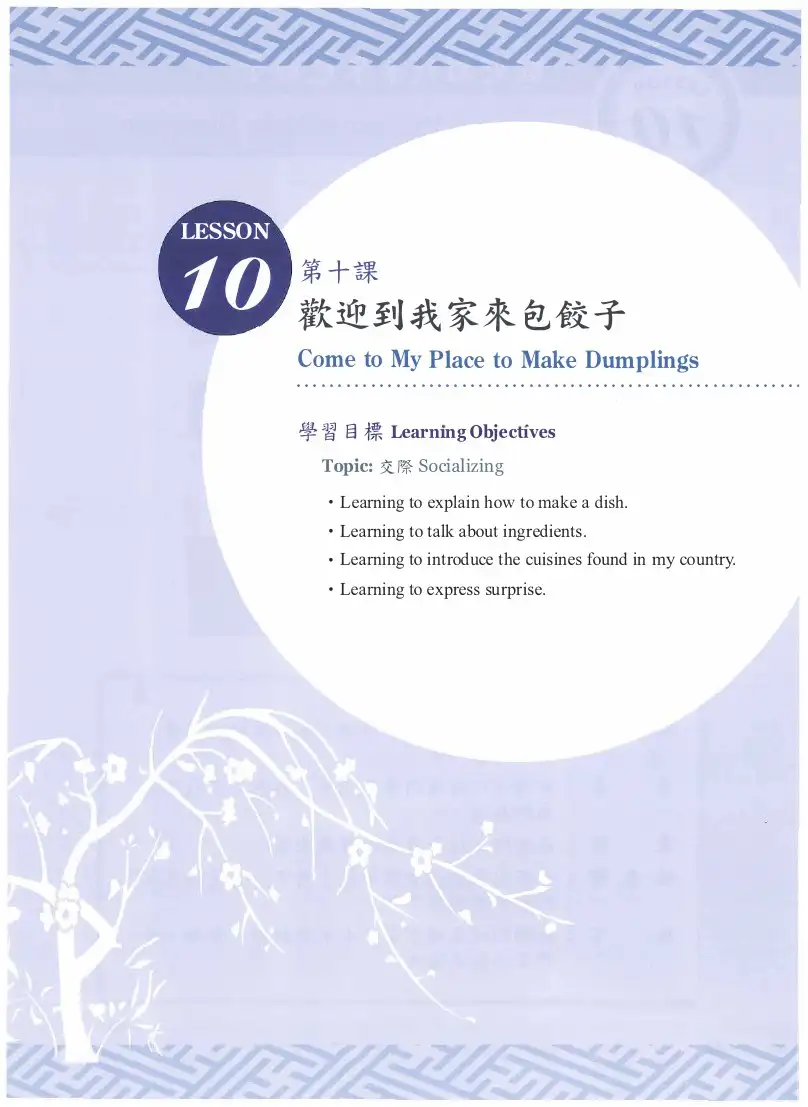 LESSON
10
第十課
歡迎到我家來包餃子
Come to My Place to Make Dumplings
學習目標 Learning Objectives
Topic: 交際 Socializing
・Learning to explain how to make a dish.
・Learning to talk about ingredients.
・Learning to introduce the cuisines found in my country.
・Learning to express surprise.